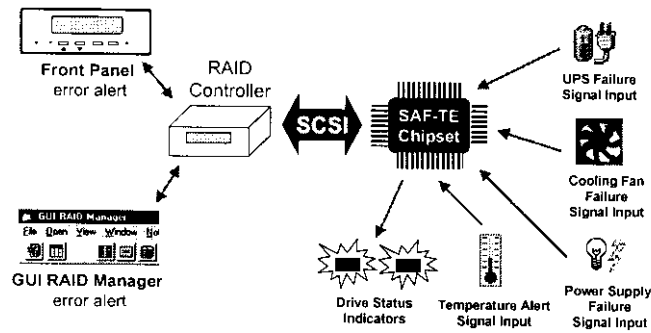 Front Panel
error alert
RAID
Controller
SCSI
SAF-TE
Chipset
UPS Failure
Signal Input
Cooling Fan
Failure
Signal Input
GUI RAID Manager
File Open View Window
GUI RAID Manager
error alert
Drive Status
Indicators
Temperature Alert
Signal Input
Power Supply
Failure
Signal Input